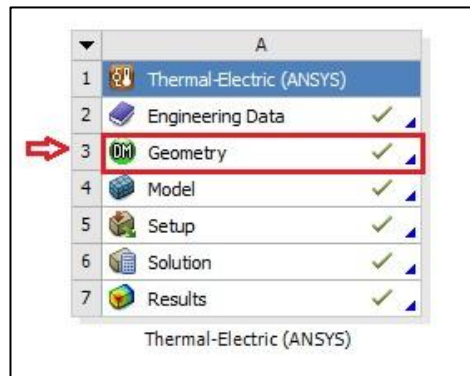 A
1 Thermal-Electric (ANSYS)
2 Engineering Data
3 DM Geometry
4 Model
5 Setup
6 Solution
7 Results
Thermal-Electric (ANSYS)